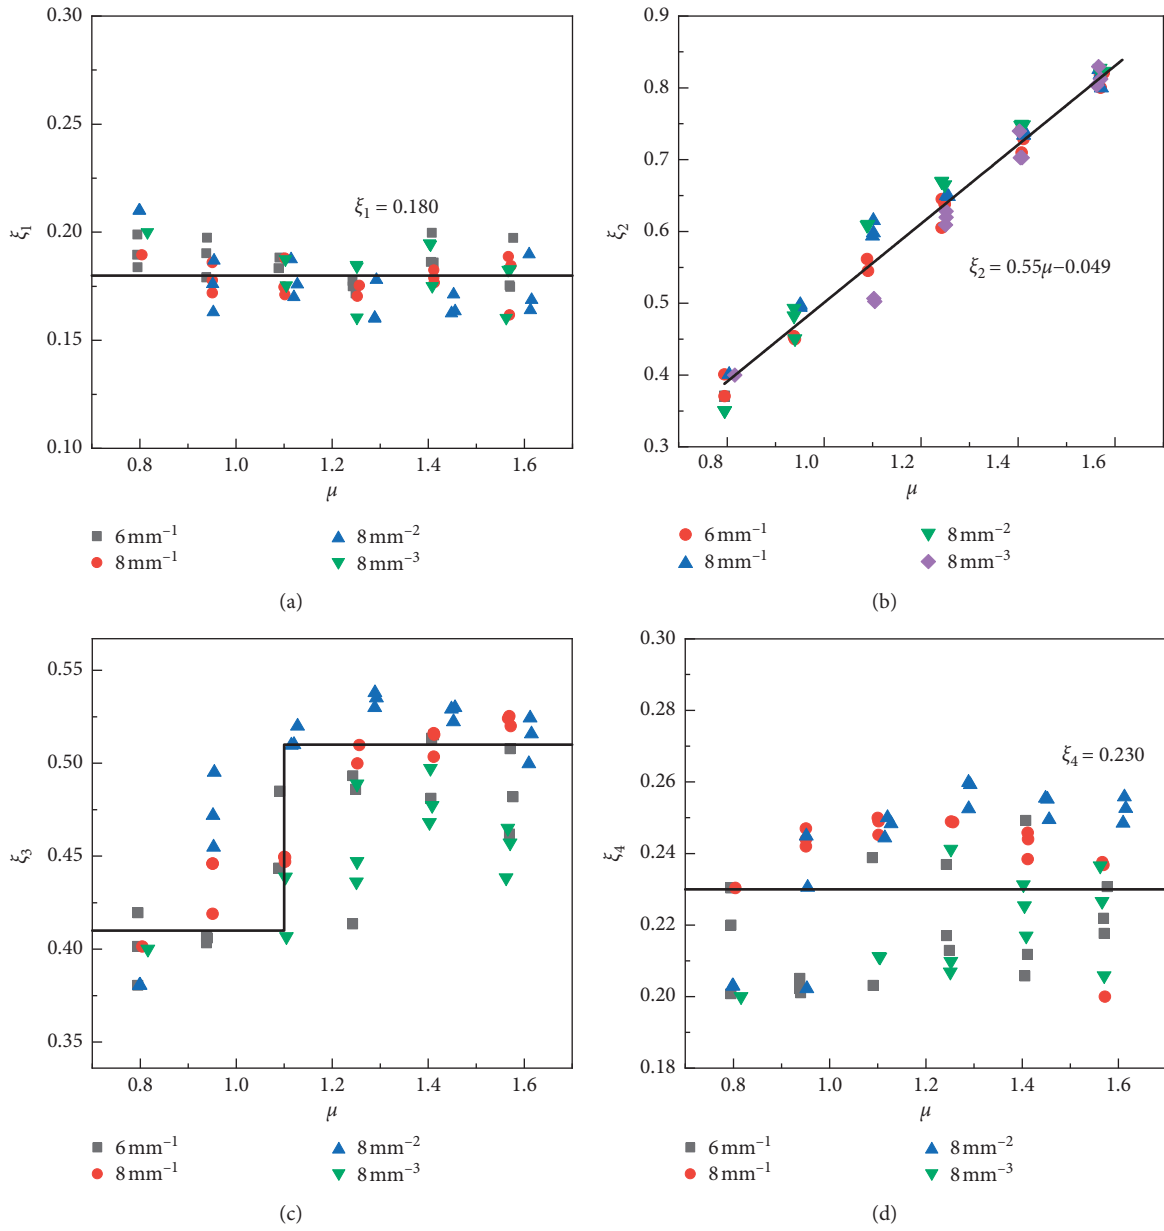 0.30
0.25
0.20
0.15
0.10
ξ₁
ξ₁ = 0.180
0.8 1.0 1.2 1.4 1.6
μ
6 mm⁻¹ 8 mm⁻²
8 mm⁻¹ 8 mm⁻³
(a)
0.9
0.8
0.7
0.6
0.5
0.4
0.3
ξ₂
ξ₂ = 0.55μ−0.049
0.8 1.0 1.2 1.4 1.6
μ
6 mm⁻¹ 8 mm⁻²
8 mm⁻¹ 8 mm⁻³
(b)
0.55
0.50
0.45
0.40
0.35
ξ₃
0.8 1.0 1.2 1.4 1.6
μ
6 mm⁻¹ 8 mm⁻²
8 mm⁻¹ 8 mm⁻³
(c)
0.30
0.28
0.26
0.24
0.22
0.20
0.18
ξ₄
ξ₄ = 0.230
0.8 1.0 1.2 1.4 1.6
μ
6 mm⁻¹ 8 mm⁻²
8 mm⁻¹ 8 mm⁻³
(d)